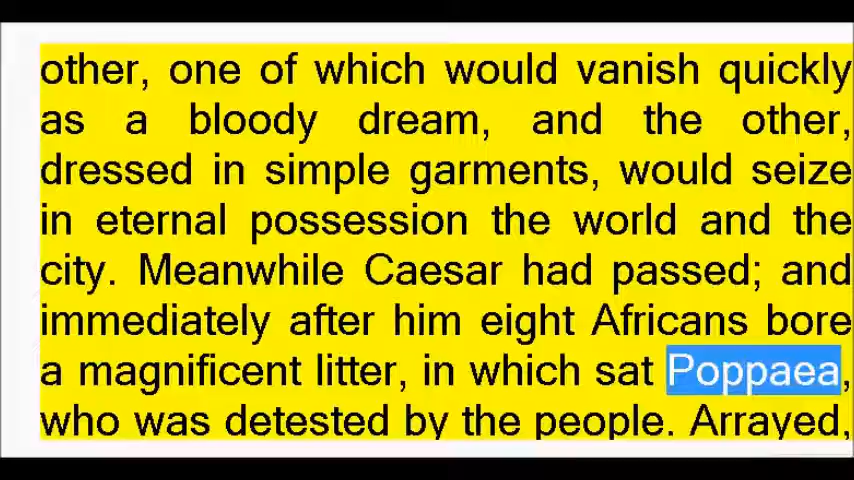 other, one of which would vanish quickly
as a bloody dream, and the other,
dressed in simple garments, would seize
in eternal possession the world and the
city. Meanwhile Caesar had passed; and
immediately after him eight Africans bore
a magnificent litter, in which sat Poppaea,
who was detested by the people. Arrayed,